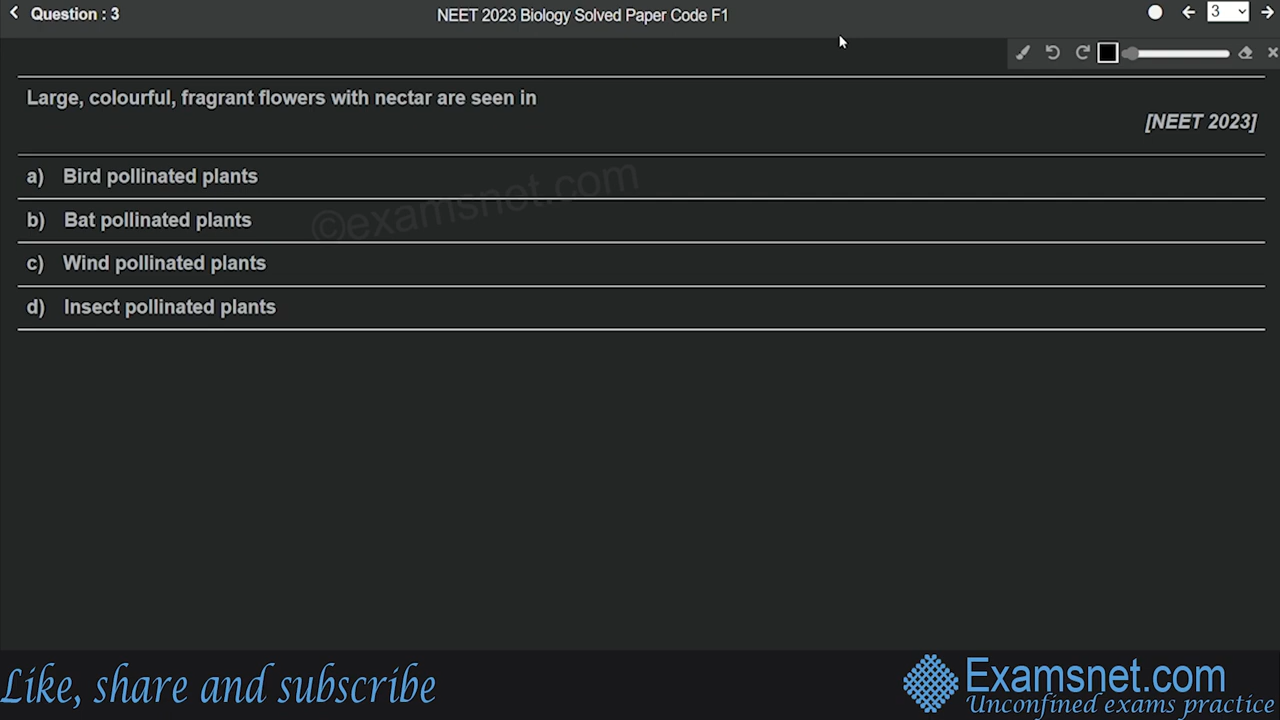 Question : 3
NEET 2023 Biology Solved Paper Code F1
3
Large, colourful, fragrant flowers with nectar are seen in
[NEET 2023]
a) Bird pollinated plants
b) Bat pollinated plants
c) Wind pollinated plants
d) Insect pollinated plants
©examsnet.com
Like, share and subscribe
Examsnet.com
Unconfined exams practice